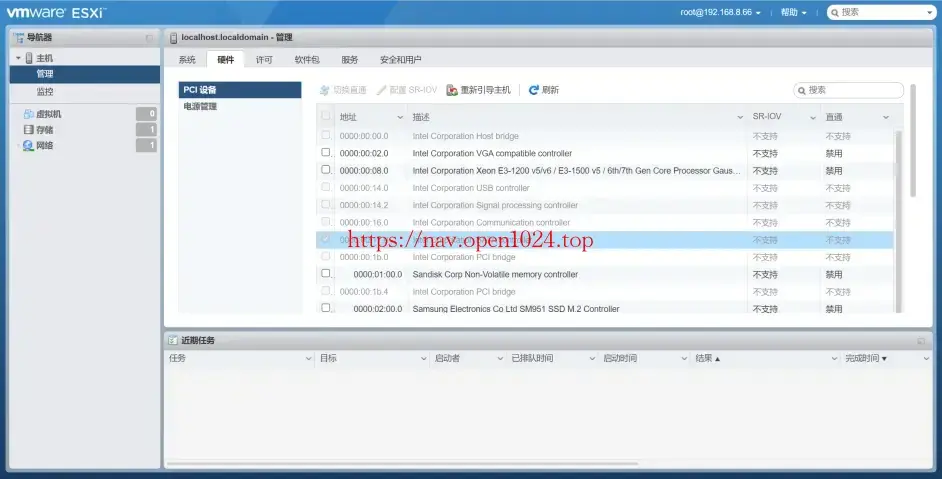 vmware ESXi™
root@192.168.8.66
帮助
搜索
导航器
主机
管理
监控
虚拟机 0
存储 1
网络 1
localhost.localdomain - 管理
系统 硬件 许可 软件包 服务 安全和用户
PCI 设备
电源管理
切换直通 配置 SR-IOV 重新引导主机 刷新 搜索
地址 描述 SR-IOV 直通
0000:00:00.0 Intel Corporation Host bridge 不支持 不支持
0000:00:02.0 Intel Corporation VGA compatible controller 不支持 禁用
0000:00:08.0 Intel Corporation Xeon E3-1200 v5/v6 / E3-1500 v5 / 6th/7th Gen Core Processor Gaus... 不支持 禁用
0000:00:14.0 Intel Corporation USB controller 不支持 不支持
0000:00:14.2 Intel Corporation Signal processing controller 不支持 不支持
0000:00:16.0 Intel Corporation Communication controller 不支持 不支持
不支持 不支持
https://nav.open1024.top
0000:00:1b.0 Intel Corporation PCI bridge 不支持 不支持
0000:01:00.0 Sandisk Corp Non-Volatile memory controller 不支持 禁用
0000:00:1b.4 Intel Corporation PCI bridge 不支持 不支持
0000:02:00.0 Samsung Electronics Co Ltd SM951 SSD M.2 Controller 不支持 禁用
近期任务
任务 目标 启动者 已排队时间 启动时间 结果 ▲ 完成时间 ▼